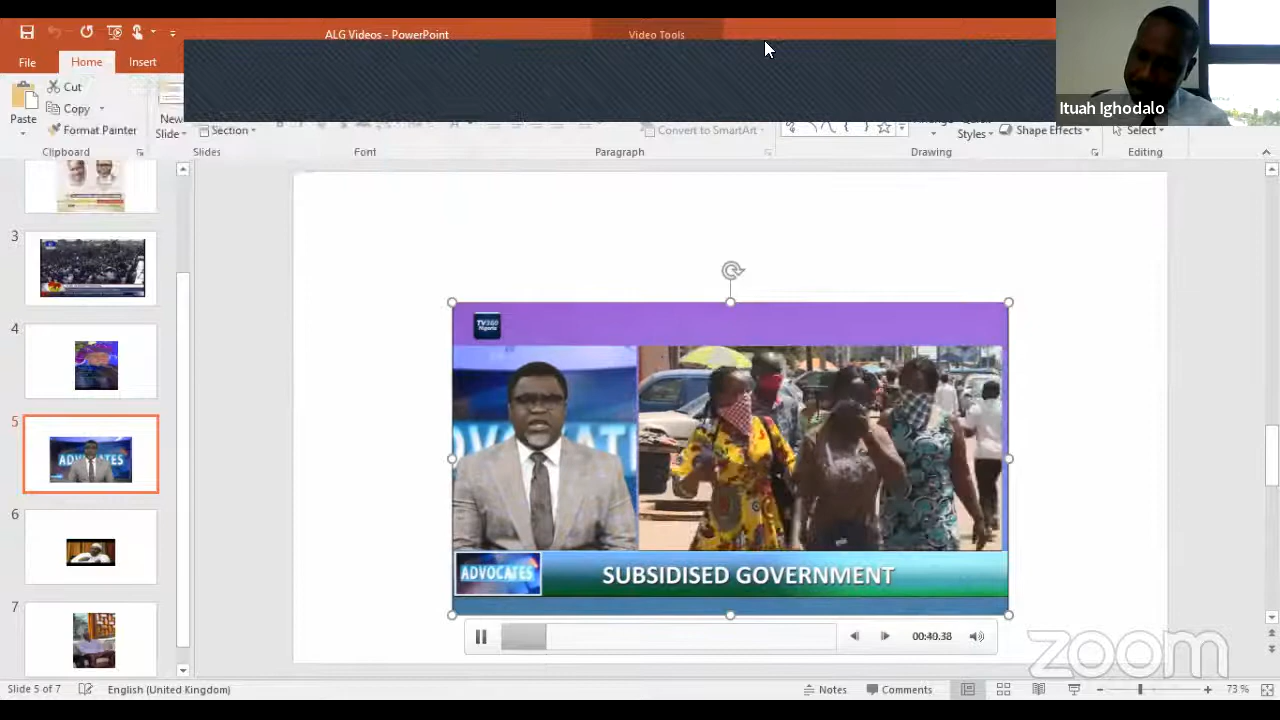 ALG Videos - PowerPoint
Video Tools
File
Home
Insert
Ituah Ighodalo
Cut
Copy
Format Painter
Paste
New
Slide
Section
Convert to SmartArt
Styles
Shape Effects
Select
Clipboard
Slides
Font
Paragraph
Drawing
Editing
3
4
5
6
7
TV360
Nigeria
ADVOCATES
SUBSIDISED GOVERNMENT
00:40.38
zoom
Slide 5 of 7
English (United Kingdom)
Notes
Comments
73 %